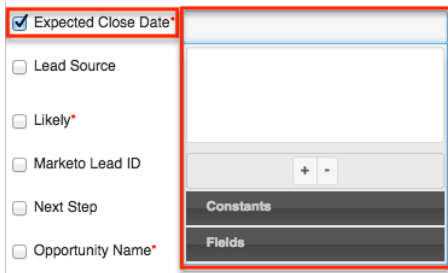 Expected Close Date*
Lead Source
Likely*
Marketo Lead ID
+ -
Next Step
Constants
Opportunity Name*
Fields